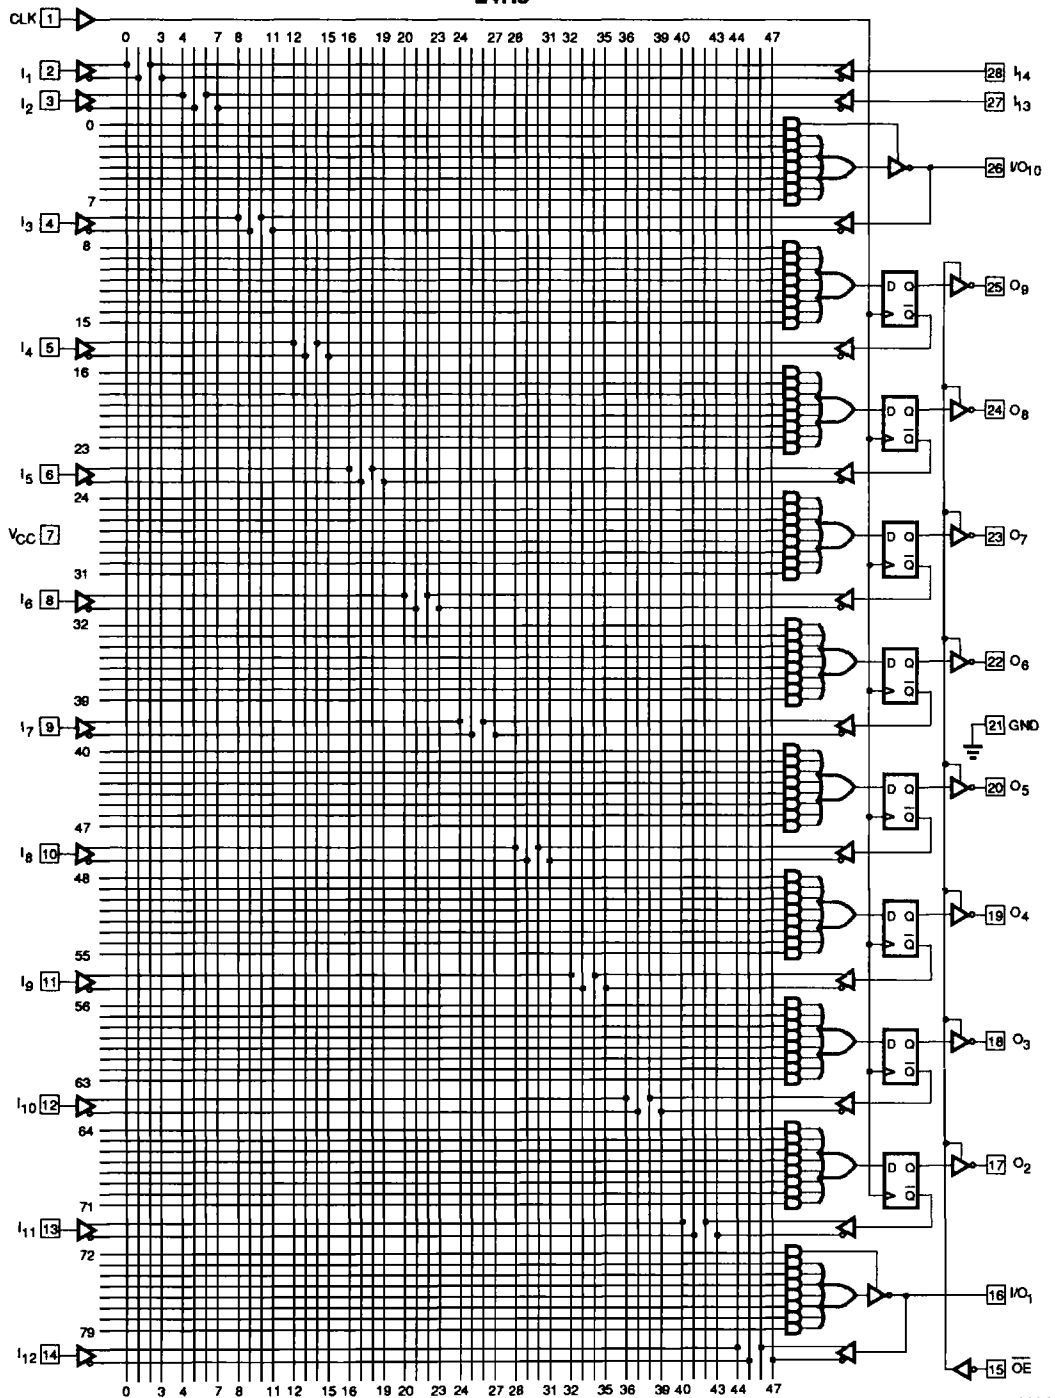 CLK 1
0 3 4 7 8 11 12 15 16 19 20 23 24 27 28 31 32 35 36 39 40 43 44 47
I1 2
28 I14
I2 3
27 I13
0
26 I/O10
7
I3 4
8
D Q
25 O9
Q
15
I4 5
16
D Q
24 O8
Q
23
I5 6
24
VCC 7
D Q
23 O7
Q
31
I6 8
32
D Q
22 O6
Q
39
I7 9
21 GND
40
D Q
20 O5
Q
47
I8 10
48
D Q
19 O4
Q
55
I9 11
56
D Q
18 O3
Q
63
I10 12
64
D Q
17 O2
Q
71
I11 13
72
16 I/O1
79
I12 14
15 OE
0 3 4 7 8 11 12 15 16 19 20 23 24 27 28 31 32 35 36 39 40 43 44 47